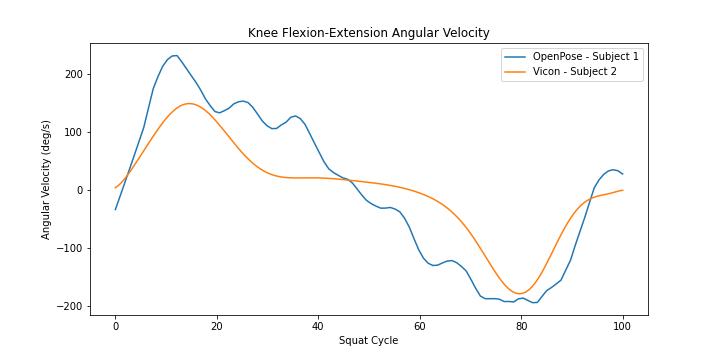 Knee Flexion-Extension Angular Velocity
OpenPose - Subject 1
Vicon - Subject 2
Angular Velocity (deg/s)
200
100
0
−100
−200
0 20 40 60 80 100
Squat Cycle